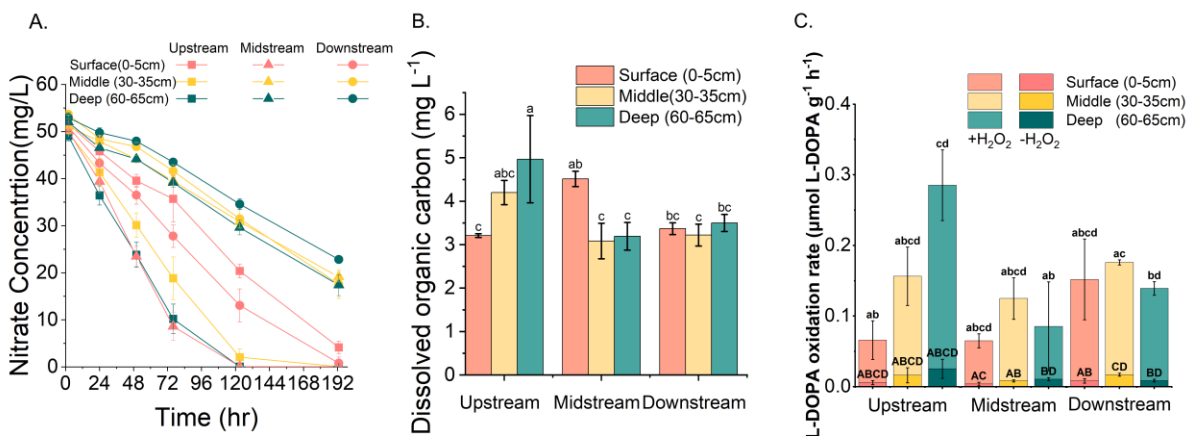 A.
Upstream Midstream Downstream
Surface(0-5cm)
Middle (30-35cm)
Deep (60-65cm)
Nitrate Concentrtion(mg/L)
60
50
40
30
20
10
0
0 24 48 72 96 120 144 168 192
Time (hr)
B.
Surface (0-5cm)
Middle(30-35cm)
Deep (60-65cm)
Dissolved organic carbon (mg L⁻¹)
9
8
7
6
5
4
3
2
1
0
c abc a ab c c bc c bc
Upstream Midstream Downstream
C.
Surface (0-5cm)
Middle (30-35cm)
Deep (60-65cm)
+H₂O₂ -H₂O₂
L-DOPA oxidation rate (μmol L-DOPA g⁻¹ h⁻¹)
0.4
0.3
0.2
0.1
0.0
ab abcd cd abcd abcd ab abcd ac bd
ABCD ABCD ABCD AC AB BD AB CD BD
Upstream Midstream Downstream